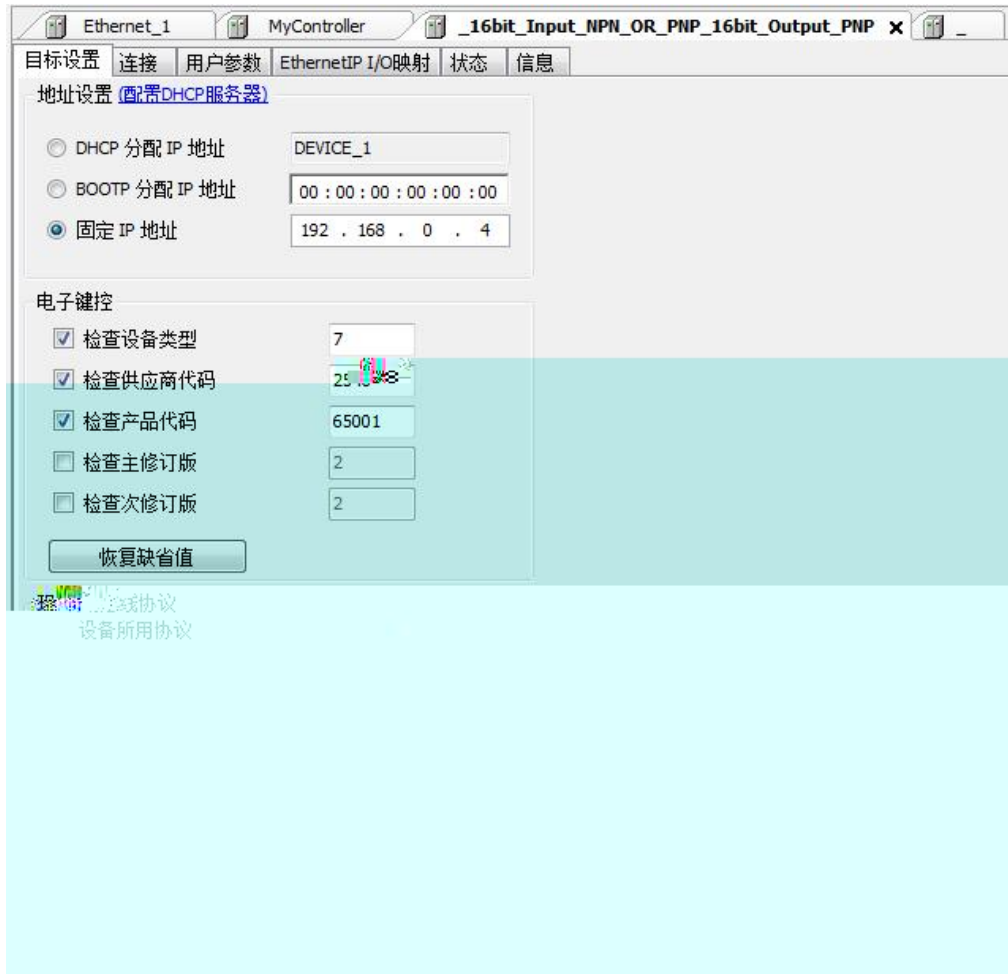 Ethernet_1 MyController _16bit_Input_NPN_OR_PNP_16bit_Output_PNP x _
目标设置 连接 用户参数 EthernetIP I/O映射 状态 信息
地址设置 (配置DHCP服务器)
DHCP 分配 IP 地址 DEVICE_1
BOOTP 分配 IP 地址 00 : 00 : 00 : 00 : 00 : 00
固定 IP 地址 192 . 168 . 0 . 4
电子键控
检查设备类型 7
检查供应商代码
检查产品代码 65001
检查主修订版 2
检查次修订版 2
恢复缺省值
线协议
设备所用协议